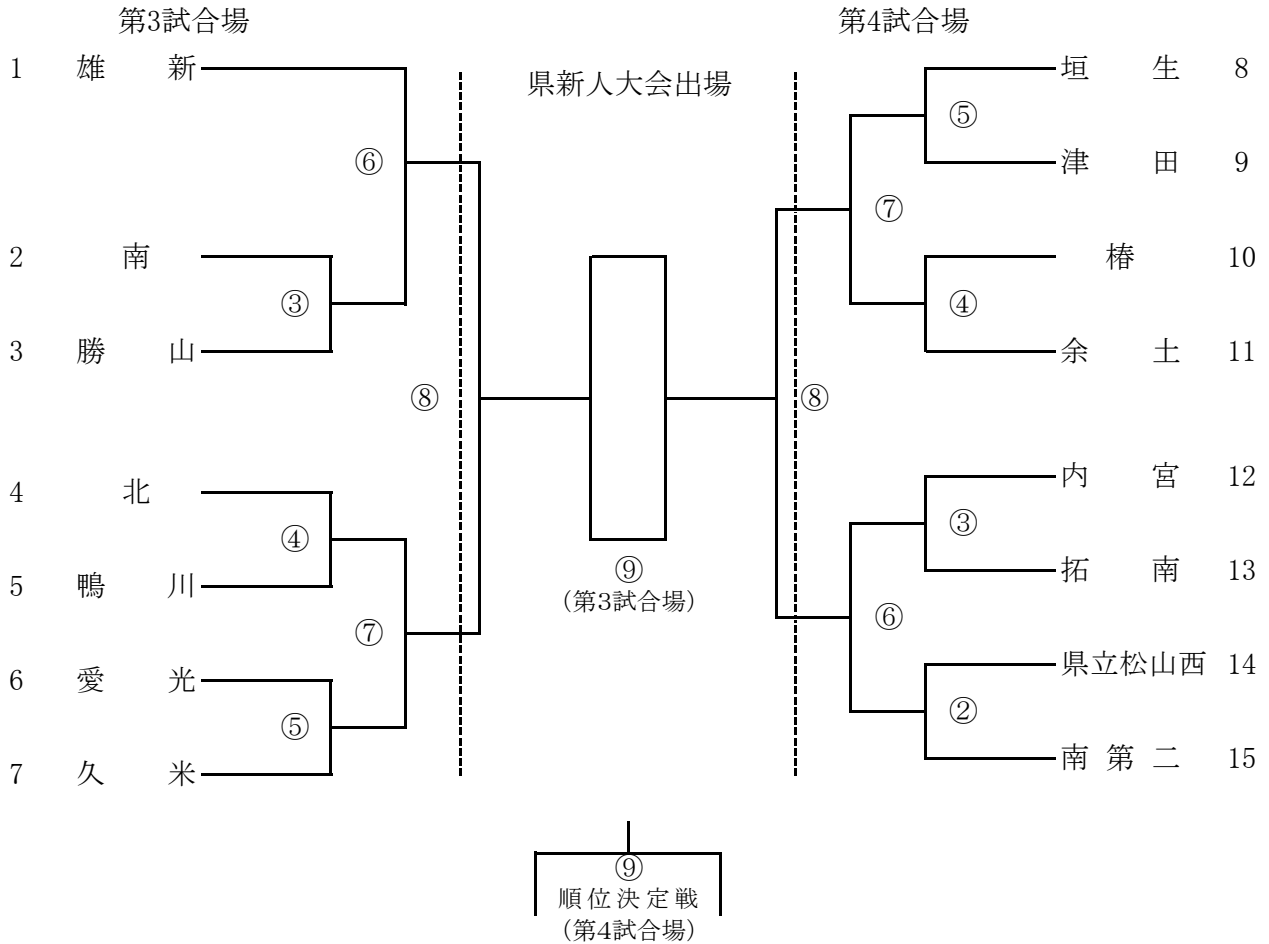 第3試合場
第4試合場
県新人大会出場
1 雄 新
垣 生 8
⑤
⑥
津 田 9
⑦
2 南
椿 10
③
④
3 勝 山
余 土 11
⑧
⑧
内 宮 12
4 北
③
④
⑨
拓 南 13
5 鴨 川
(第3試合場)
⑥
⑦
県立松山西 14
6 愛 光
②
⑤
南 第 二 15
7 久 米
⑨
順位決定戦
(第4試合場)